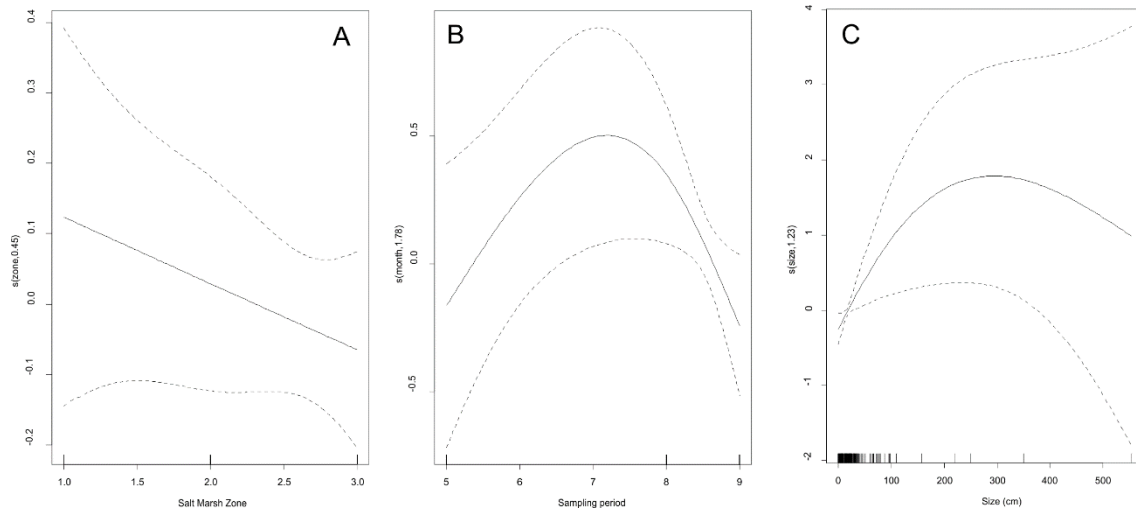 A
s(zone,0.45)
0.4
0.3
0.2
0.1
0.0
-0.1
-0.2
1.0 1.5 2.0 2.5 3.0
Salt Marsh Zone
B
s(month,1.78)
0.5
0.0
-0.5
5 6 7 8 9
Sampling period
C
s(size,1.23)
4
3
2
1
0
-1
-2
0 100 200 300 400 500
Size (cm)